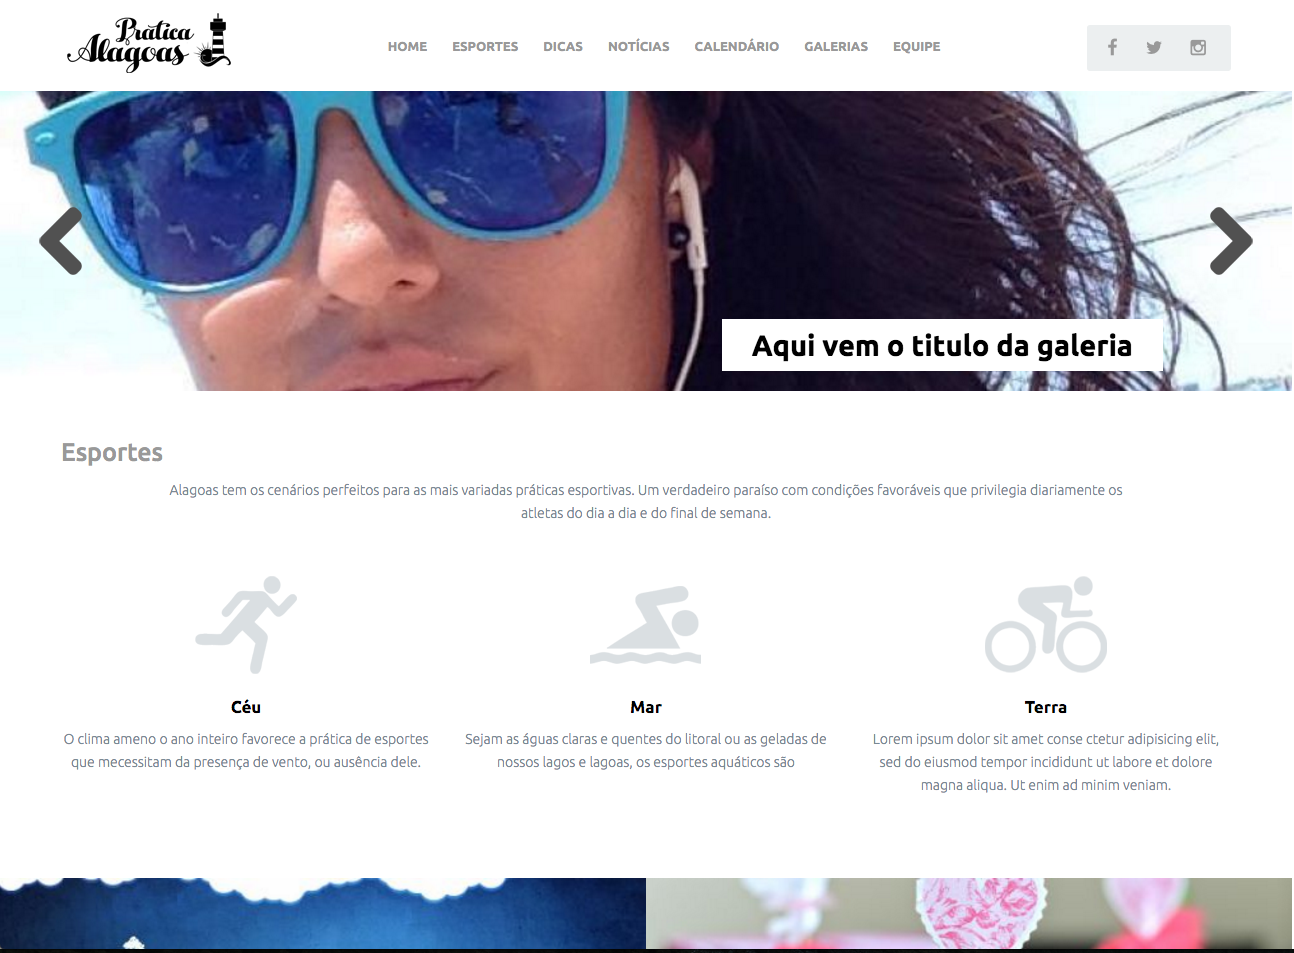 Prática
Alagoas
HOME ESPORTES DICAS NOTÍCIAS CALENDÁRIO GALERIAS EQUIPE
Aqui vem o titulo da galeria
Esportes
Alagoas tem os cenários perfeitos para as mais variadas práticas esportivas. Um verdadeiro paraíso com condições favoráveis que privilegia diariamente os
atletas do dia a dia e do final de semana.
Céu
O clima ameno o ano inteiro favorece a prática de esportes
que mecessitam da presença de vento, ou ausência dele.
Mar
Sejam as águas claras e quentes do litoral ou as geladas de
nossos lagos e lagoas, os esportes aquáticos são
Terra
Lorem ipsum dolor sit amet conse ctetur adipisicing elit,
sed do eiusmod tempor incididunt ut labore et dolore
magna aliqua. Ut enim ad minim veniam.